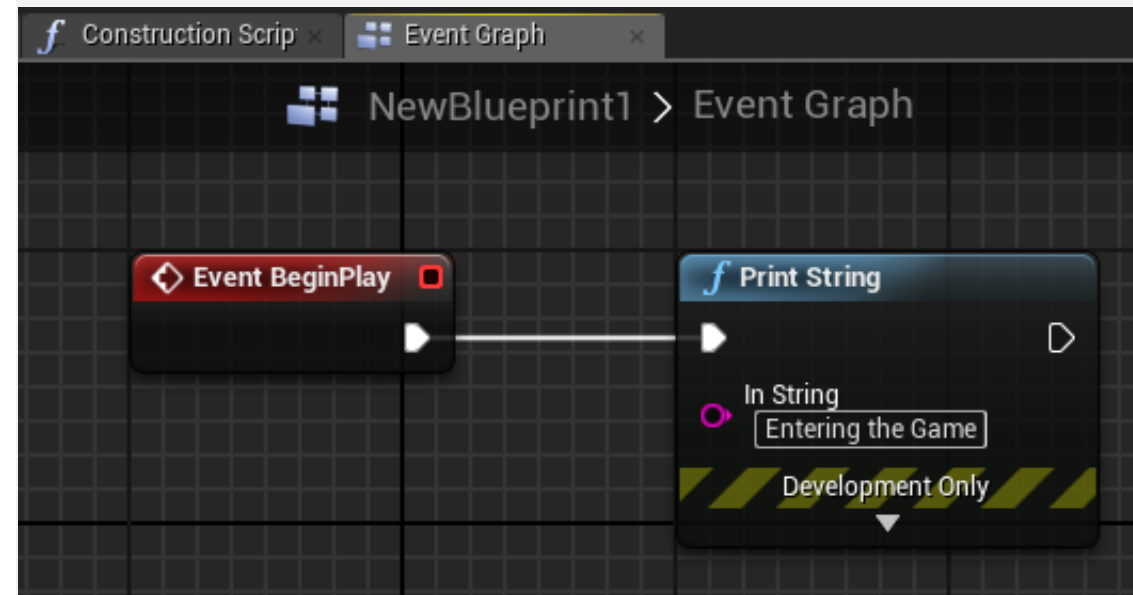 Construction Scrip
Event Graph
NewBlueprint1 > Event Graph
Event BeginPlay
Print String
In String
Entering the Game
Development Only